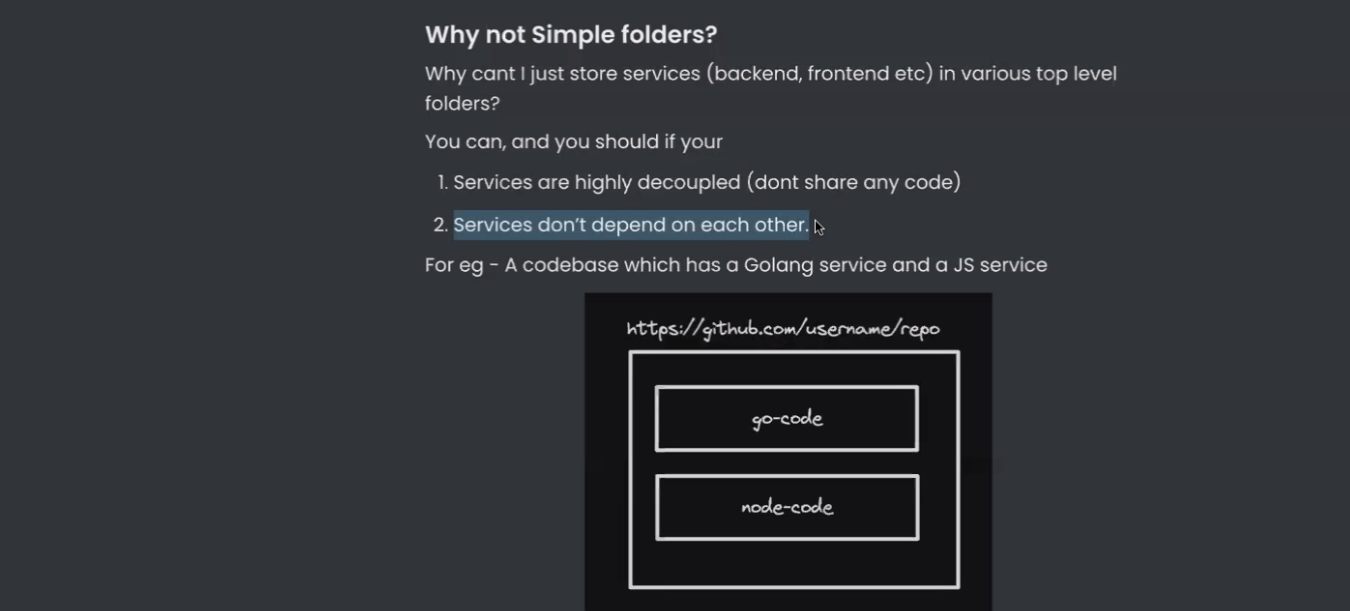 Why not Simple folders?
Why cant I just store services (backend, frontend etc) in various top level
folders?
You can, and you should if your
1. Services are highly decoupled (dont share any code)
2. Services don’t depend on each other.
For eg - A codebase which has a Golang service and a JS service
https://github.com/username/repo
go-code
node-code